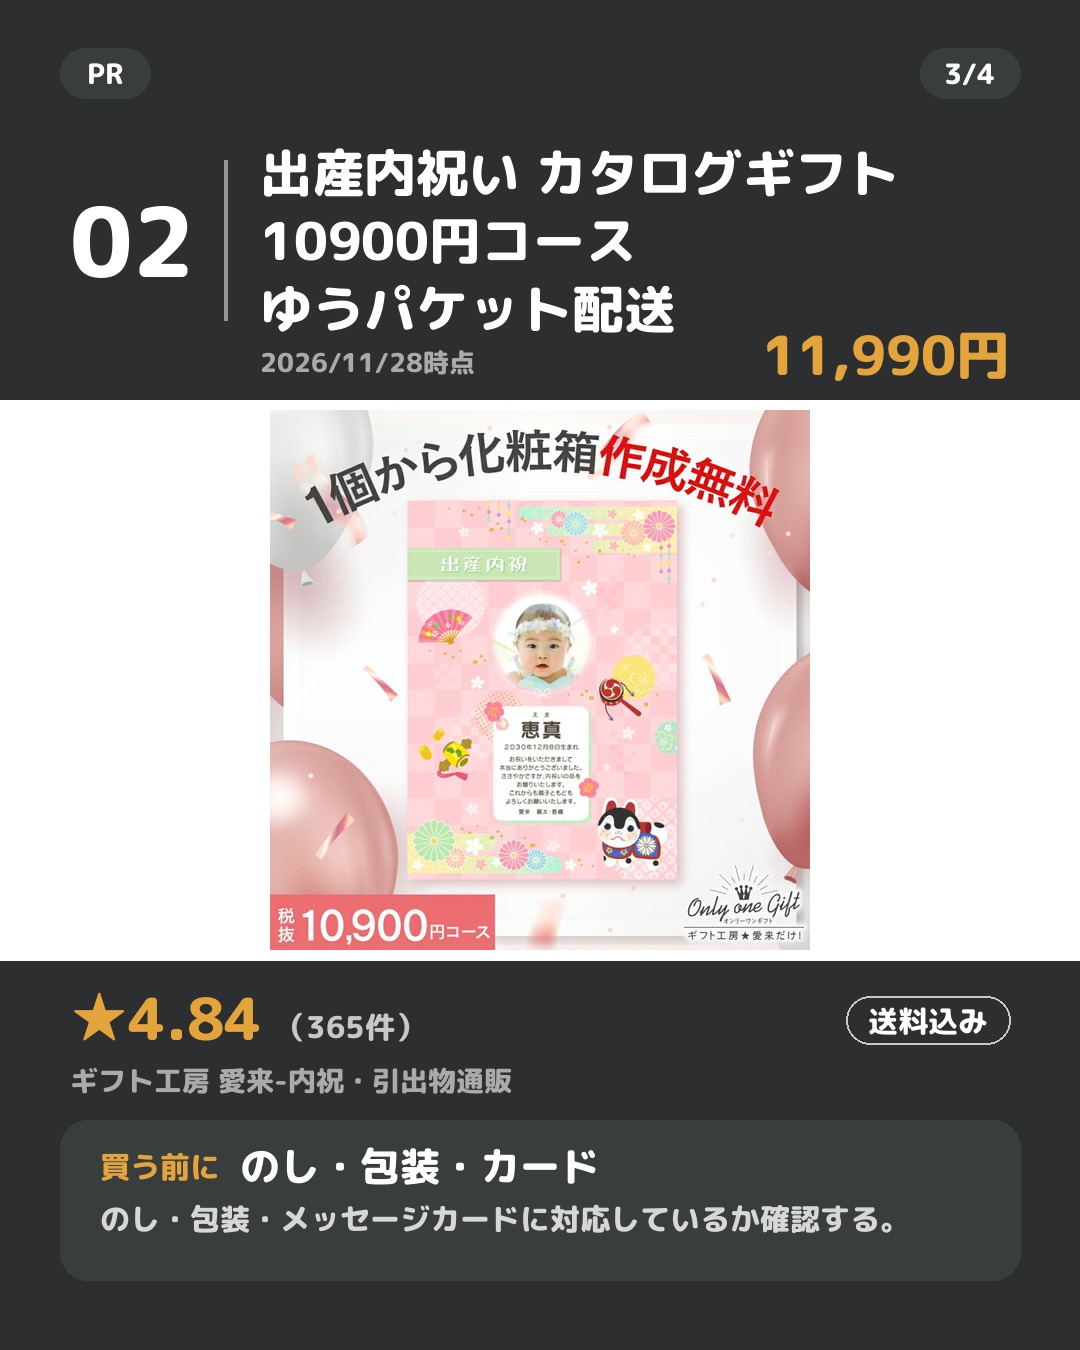 PR
3/4
02
出産内祝い カタログギフト
10900円コース
ゆうパケット配送
2026/11/28時点
11,990円
1個から化粧箱作成無料
出産内祝
えま
恵真
2030年12月8日生まれ
お祝いをいただきまして
本当にありがとうございました。
ささやかですが、内祝いの品を
お贈りいたします。
これからも親子ともども
よろしくお願いいたします。
税抜 10,900円コース
Only one Gift
オンリーワンギフト
ギフト工房★愛来だけ!
★4.84 (365件)
送料込み
ギフト工房 愛来-内祝・引出物通販
買う前に のし・包装・カード
のし・包装・メッセージカードに対応しているか確認する。